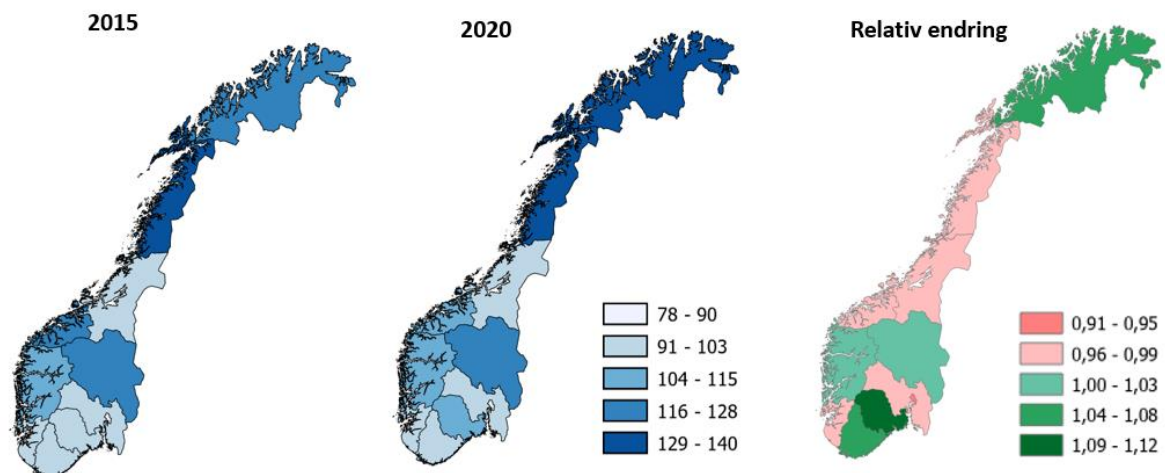 2015
2020
Relativ endring
78 - 90
91 - 103
104 - 115
116 - 128
129 - 140
0,91 - 0,95
0,96 - 0,99
1,00 - 1,03
1,04 - 1,08
1,09 - 1,12